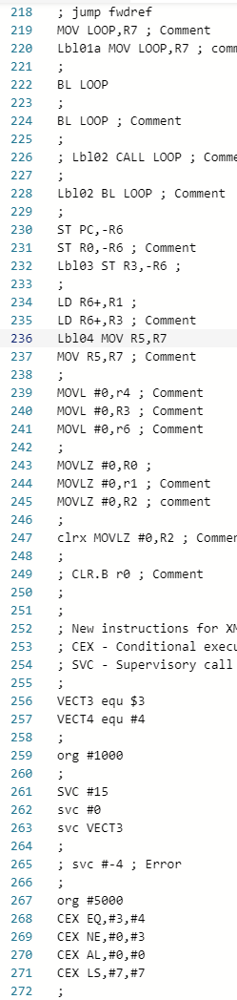 218 ; jump fwdref
219 MOV LOOP,R7 ; Comment
220 Lbl01a MOV LOOP,R7 ; comm
221 ;
222 BL LOOP
223 ;
224 BL LOOP ; Comment
225 ;
226 ; Lbl02 CALL LOOP ; Comme
227 ;
228 Lbl02 BL LOOP ; Comment
229 ;
230 ST PC,-R6
231 ST R0,-R6 ; Comment
232 Lbl03 ST R3,-R6 ;
233 ;
234 LD R6+,R1 ;
235 LD R6+,R3 ; Comment
236 Lbl04 MOV R5,R7
237 MOV R5,R7 ; Comment
238 ;
239 MOVL #0,r4 ; Comment
240 MOVL #0,R3 ; Comment
241 MOVL #0,r6 ; Comment
242 ;
243 MOVLZ #0,R0 ;
244 MOVLZ #0,r1 ; Comment
245 MOVLZ #0,R2 ; comment
246 ;
247 clrx MOVLZ #0,R2 ; Commen
248 ;
249 ; CLR.B r0 ; Comment
250 ;
251 ;
252 ; New instructions for XM
253 ; CEX - Conditional execu
254 ; SVC - Supervisory call
255 ;
256 VECT3 equ $3
257 VECT4 equ #4
258 ;
259 org #1000
260 ;
261 SVC #15
262 svc #0
263 svc VECT3
264 ;
265 ; svc #-4 ; Error
266 ;
267 org #5000
268 CEX EQ,#3,#4
269 CEX NE,#0,#3
270 CEX AL,#0,#0
271 CEX LS,#7,#7
272 ;